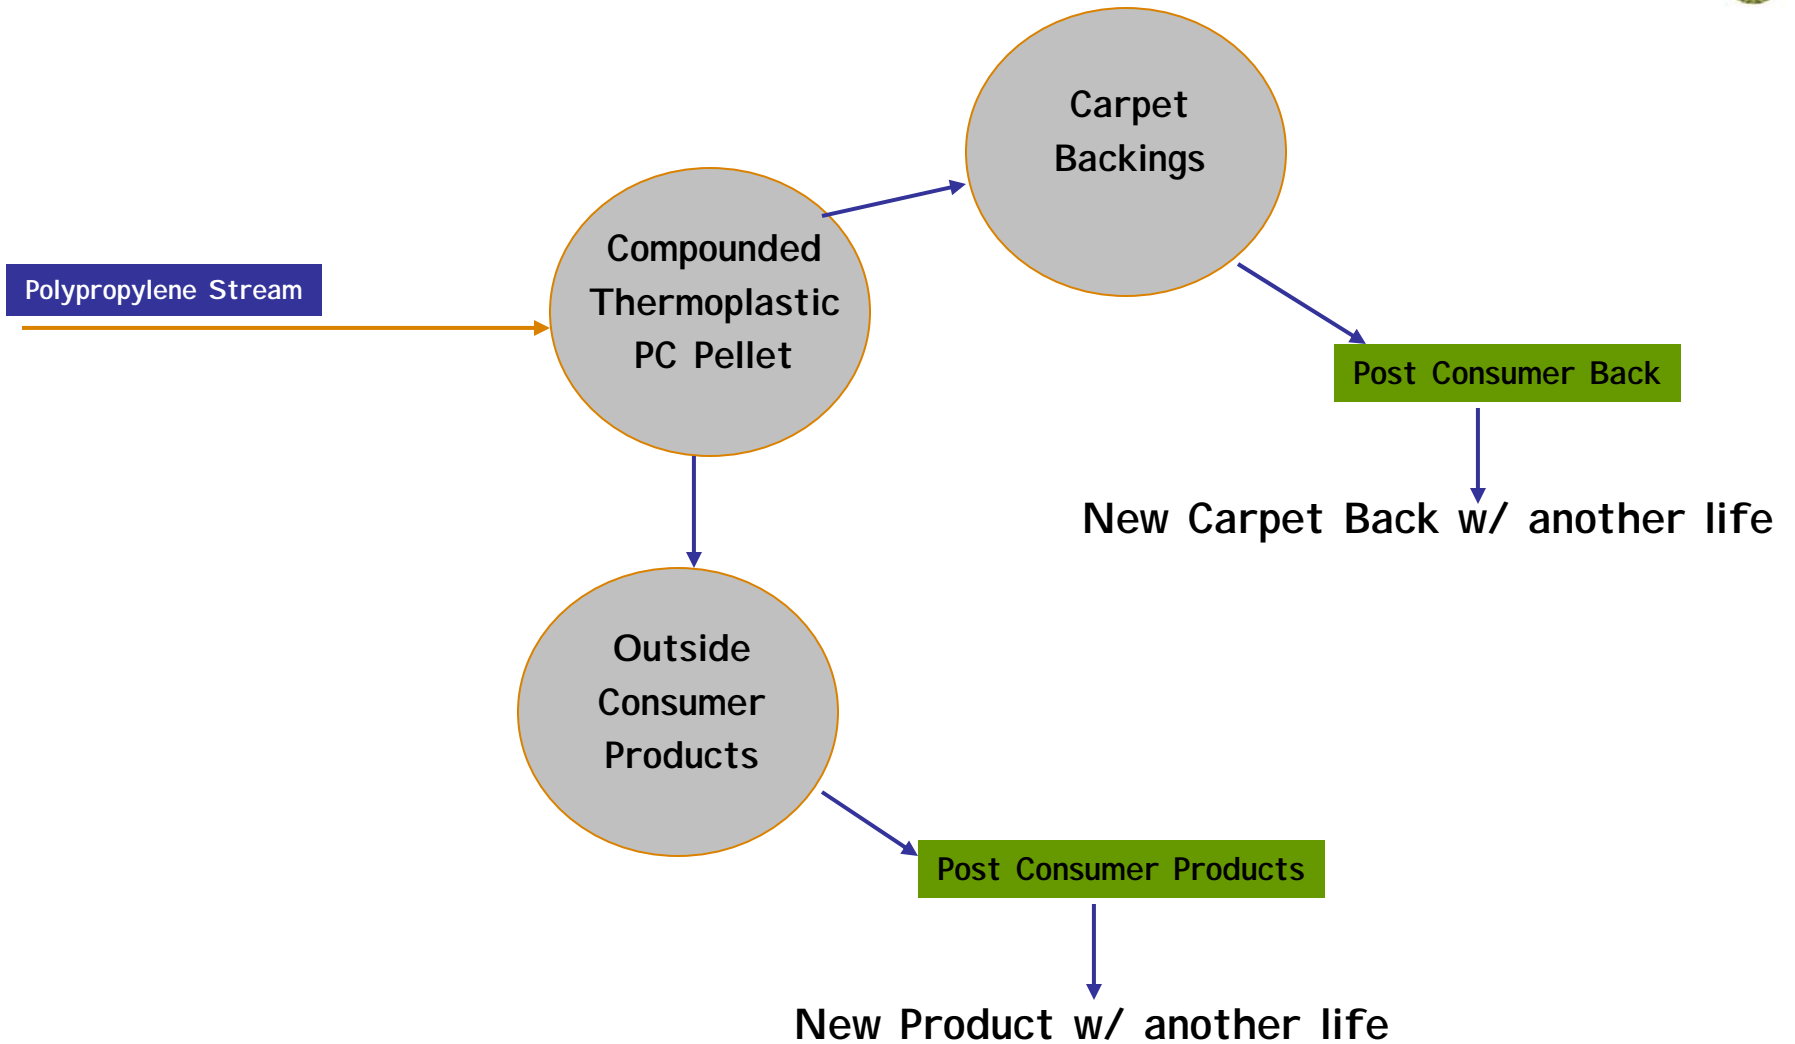 Carpet
Backings
Compounded
Thermoplastic
PC Pellet
Polypropylene Stream
Post Consumer Back
New Carpet Back w/ another life
Outside
Consumer
Products
Post Consumer Products
New Product w/ another life